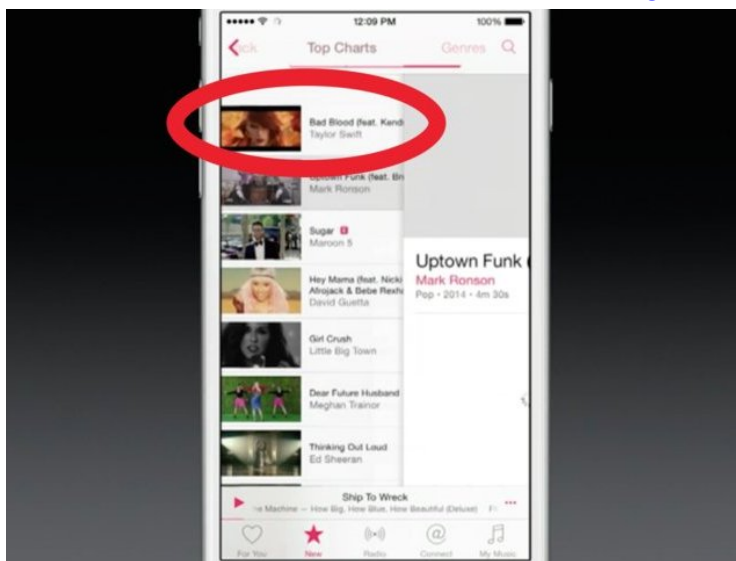 12:09 PM
100%
ck
Top Charts
Genres
Bad Blood (feat. Kend
Taylor Swift
Uptown Funk (feat. Br
Mark Ronson
Sugar E
Maroon 5
Hey Mama (feat. Nicki
Afrojack & Bebe Rexh
David Guetta
Girl Crush
Little Big Town
Dear Future Husband
Meghan Trainor
Thinking Out Loud
Ed Sheeran
Uptown Funk (
Mark Ronson
Pop • 2014 • 4m 30s
Ship To Wreck
ne Machine — How Big, How Blue, How Beautiful (Deluxe)
For You
New
Radio
Connect
My Music